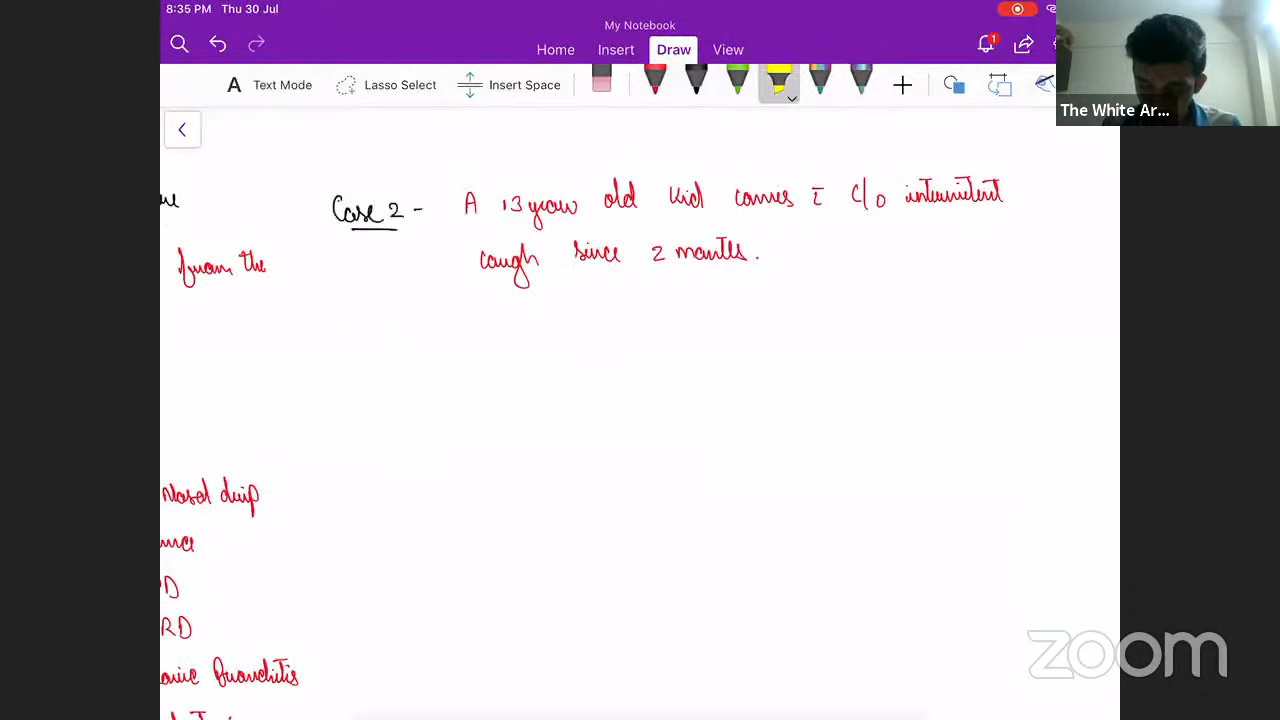 8:35 PM Thu 30 Jul
My Notebook
Home Insert Draw View
1
A Text Mode Lasso Select Insert Space
The White Ar...
Case 2 - A 13 year old kid comes c̄ c/o intermittent
cough since 2 months.
from the
Nasal drip
D
RD
Bronchitis
zoom